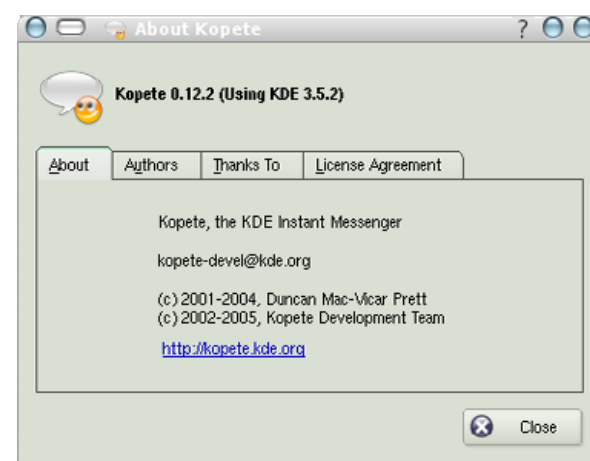 About Kopete ?
Kopete 0.12.2 (Using KDE 3.5.2)
About Authors Thanks To License Agreement
Kopete, the KDE Instant Messenger
kopete-devel@kde.org
(c) 2001-2004, Duncan Mac-Vicar Prett
(c) 2002-2005, Kopete Development Team
http://kopete.kde.org
Close